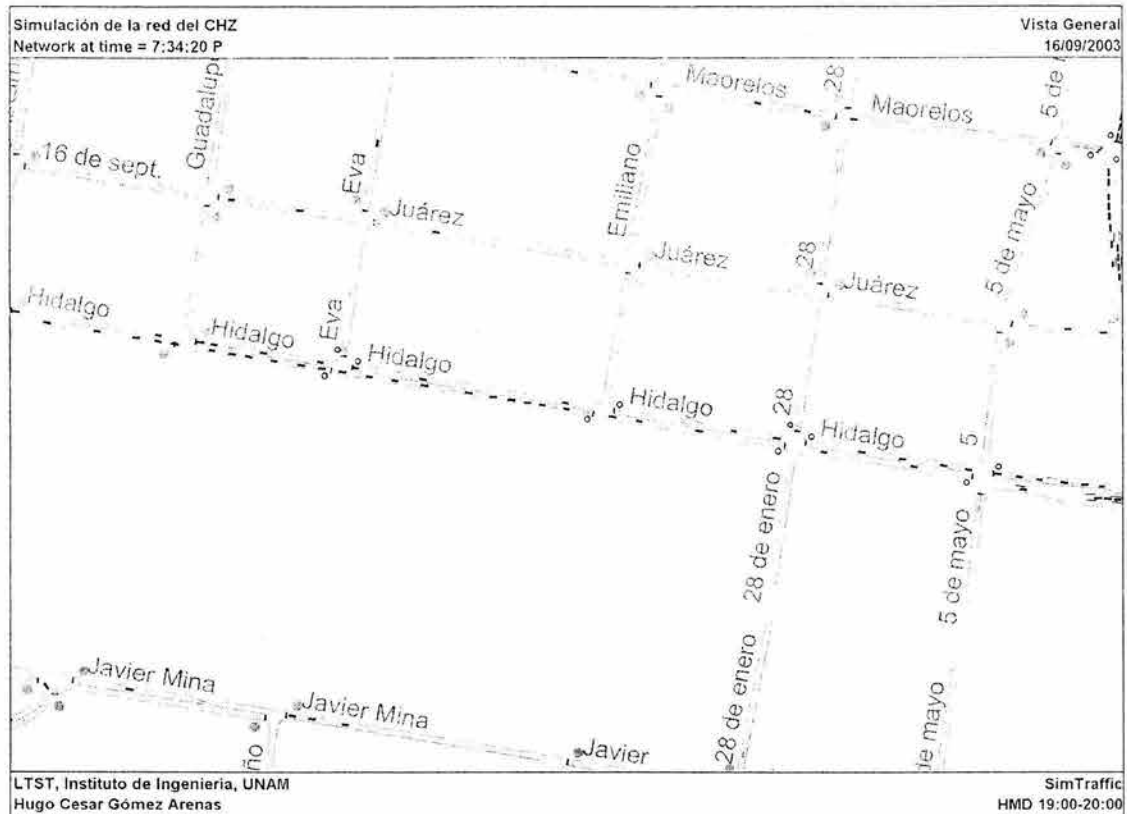 Simulación de la red del CHZ
Vista General
Network at time = 7:34:20 P
16/09/2003
Maorelos
28
Maorelos
5 de
Guadalup
16 de sept.
Eva
Juárez
Emiliano
Juárez
28
Juárez
5 de mayo
Hidalgo
Hidalgo
Eva
Hidalgo
Hidalgo
28
Hidalgo
5
28 de enero
5 de mayo
Javier Mina
Javier Mina
Javier
28 de enero
de mayo
ño
LTST, Instituto de Ingenieria, UNAM
SimTraffic
Hugo Cesar Gómez Arenas
HMD 19:00-20:00